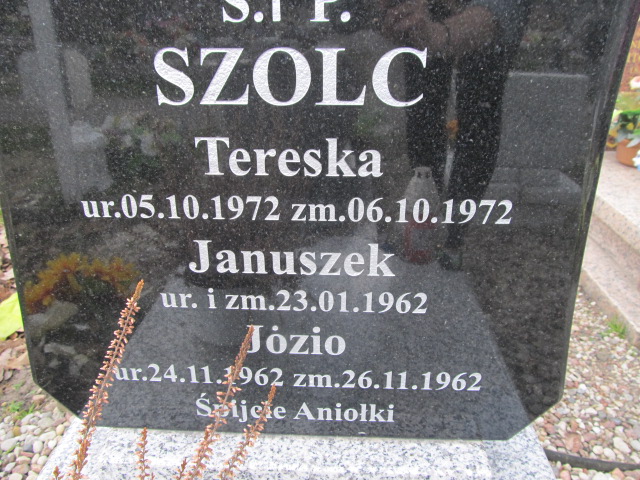 Ś.i P.
SZOLC
Tereska
ur.05.10.1972 zm.06.10.1972
Januszek
ur. i zm.23.01.1962
Józio
ur.24.11.1962 zm.26.11.1962
Śpijcie Aniołki